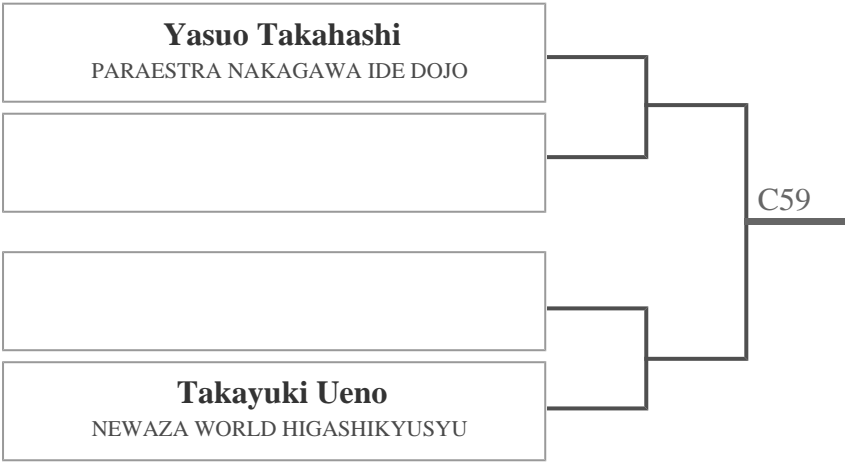 Yasuo Takahashi
PARAESTRA NAKAGAWA IDE DOJO
C59
Takayuki Ueno
NEWAZA WORLD HIGASHIKYUSYU